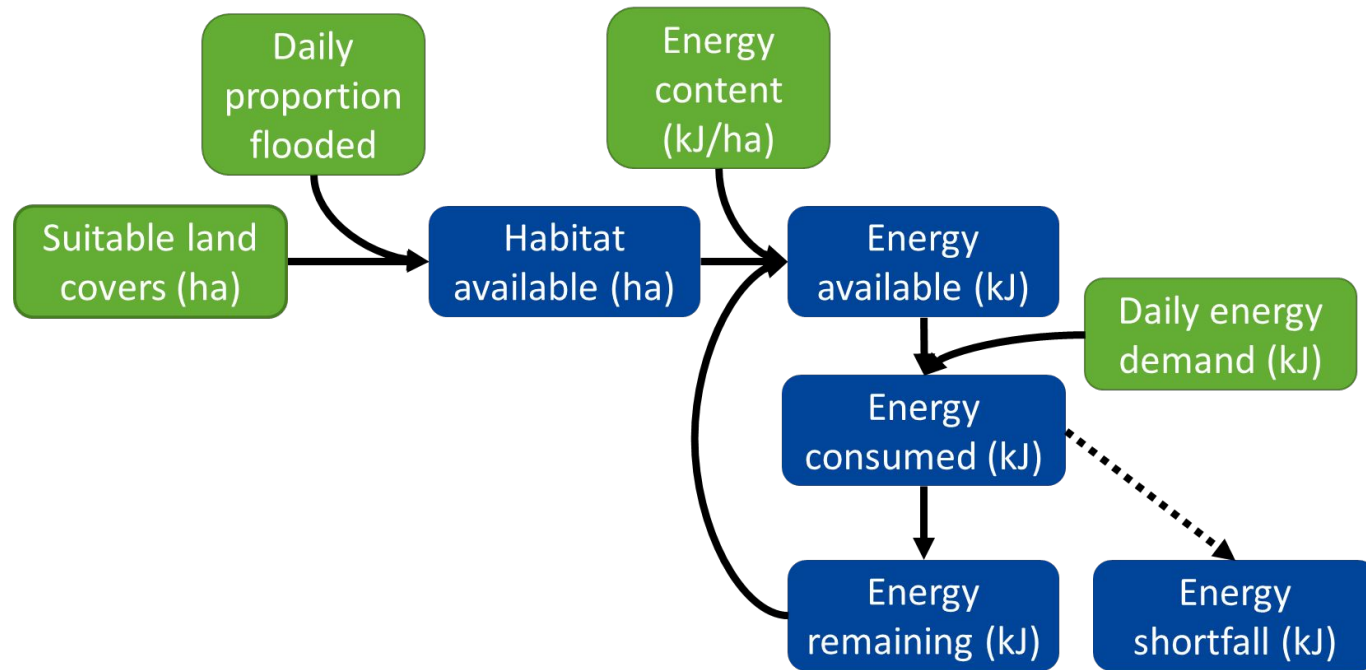 Daily
proportion
flooded
Energy
content
(kJ/ha)
Suitable land
covers (ha)
Habitat
available (ha)
Energy
available (kJ)
Daily energy
demand (kJ)
Energy
consumed (kJ)
Energy
remaining (kJ)
Energy
shortfall (kJ)